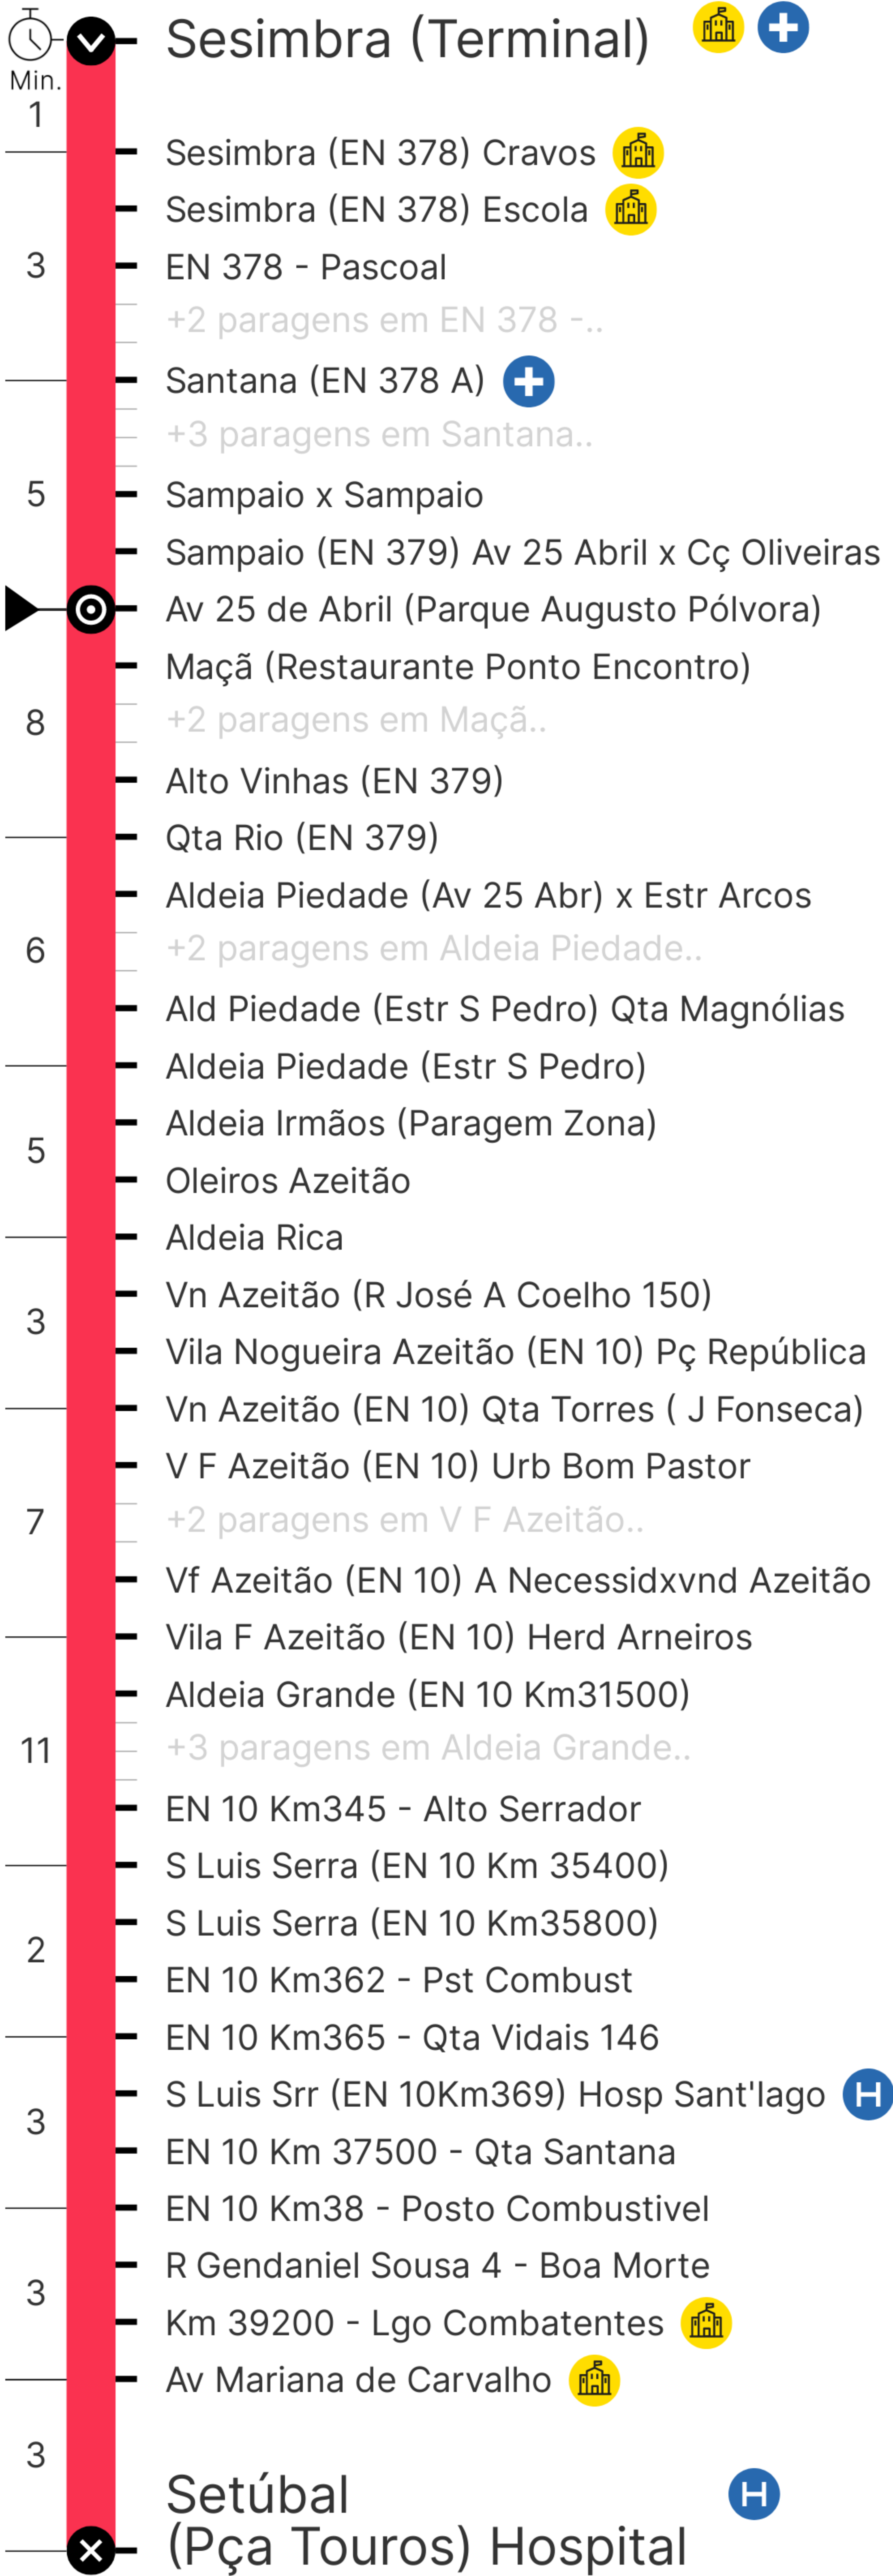 Sesimbra (Terminal)
Min.
1
Sesimbra (EN 378) Cravos
Sesimbra (EN 378) Escola
3
EN 378 - Pascoal
+2 paragens em EN 378 -..
Santana (EN 378 A)
+3 paragens em Santana..
5
Sampaio x Sampaio
Sampaio (EN 379) Av 25 Abril x Cç Oliveiras
Av 25 de Abril (Parque Augusto Pólvora)
Maçã (Restaurante Ponto Encontro)
8
+2 paragens em Maçã..
Alto Vinhas (EN 379)
Qta Rio (EN 379)
Aldeia Piedade (Av 25 Abr) x Estr Arcos
6
+2 paragens em Aldeia Piedade..
Ald Piedade (Estr S Pedro) Qta Magnólias
Aldeia Piedade (Estr S Pedro)
Aldeia Irmãos (Paragem Zona)
5
Oleiros Azeitão
Aldeia Rica
Vn Azeitão (R José A Coelho 150)
3
Vila Nogueira Azeitão (EN 10) Pç República
Vn Azeitão (EN 10) Qta Torres ( J Fonseca)
V F Azeitão (EN 10) Urb Bom Pastor
7
+2 paragens em V F Azeitão..
Vf Azeitão (EN 10) A Necessidxvnd Azeitão
Vila F Azeitão (EN 10) Herd Arneiros
Aldeia Grande (EN 10 Km31500)
11
+3 paragens em Aldeia Grande..
EN 10 Km345 - Alto Serrador
S Luis Serra (EN 10 Km 35400)
S Luis Serra (EN 10 Km35800)
2
EN 10 Km362 - Pst Combust
EN 10 Km365 - Qta Vidais 146
S Luis Srr (EN 10Km369) Hosp Sant'Iago H
3
EN 10 Km 37500 - Qta Santana
EN 10 Km38 - Posto Combustivel
R Gendaniel Sousa 4 - Boa Morte
3
Km 39200 - Lgo Combatentes
Av Mariana de Carvalho
3
Setúbal H
(Pça Touros) Hospital